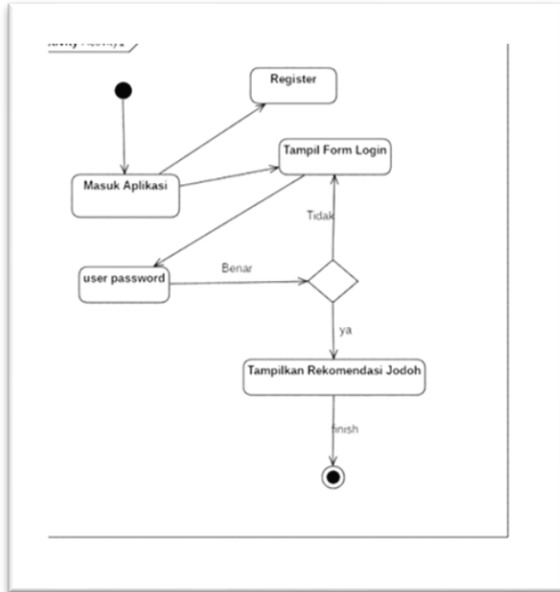 Register
Tampil Form Login
Masuk Aplikasi
Tidak
user password
Benar
ya
Tampilkan Rekomendasi Jodoh
finish